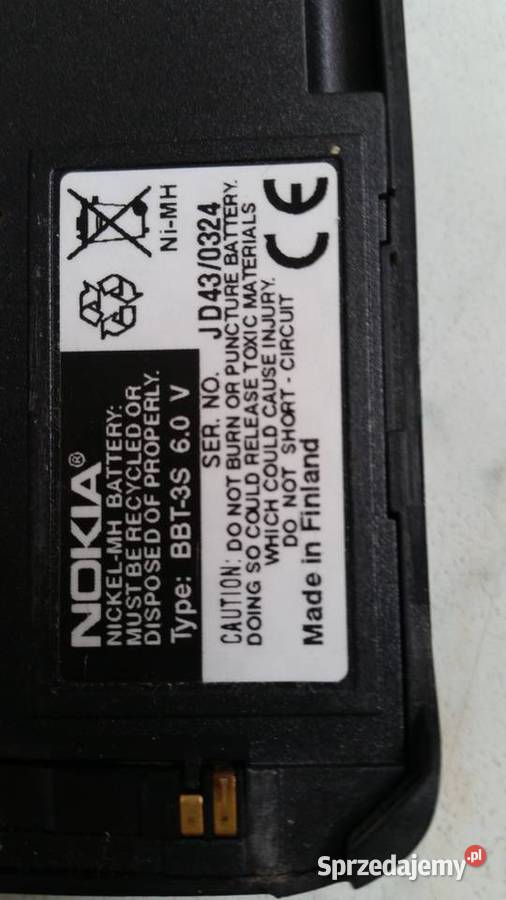 NOKIA®
NICKEL-MH BATTERY:
MUST BE RECYCLED OR
DISPOSED OF PROPERLY.
Type: BBT-3S 6.0 V
Ni-MH
SER. NO. JD43/0324
CAUTION: DO NOT BURN OR PUNCTURE BATTERY.
DOING SO COULD RELEASE TOXIC MATERIALS
WHICH COULD CAUSE INJURY.
DO NOT SHORT - CIRCUIT
Made in Finland
CE
Sprzedajemy.pl